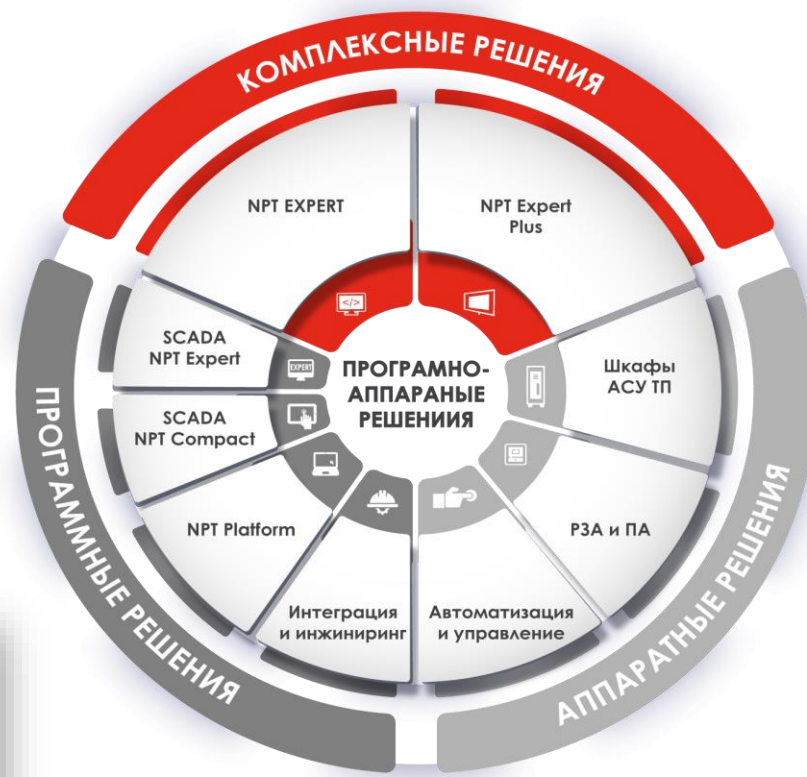 КОМПЛЕКСНЫЕ РЕШЕНИЯ
NPT EXPERT
NPT Expert
Plus
SCADA
NPT Expert
</>
EXPERT
ПРОГРАМНО-
АППАРАНЫЕ
РЕШЕНИИЯ
Шкафы
АСУ ТП
SCADA
NPT Compact
NPT Platform
РЗА и ПА
Интеграция
и инжиниринг
Автоматизация
и управление
ПРОГРАММНЫЕ РЕШЕНИЯ
АППАРАТНЫЕ РЕШЕНИЯ